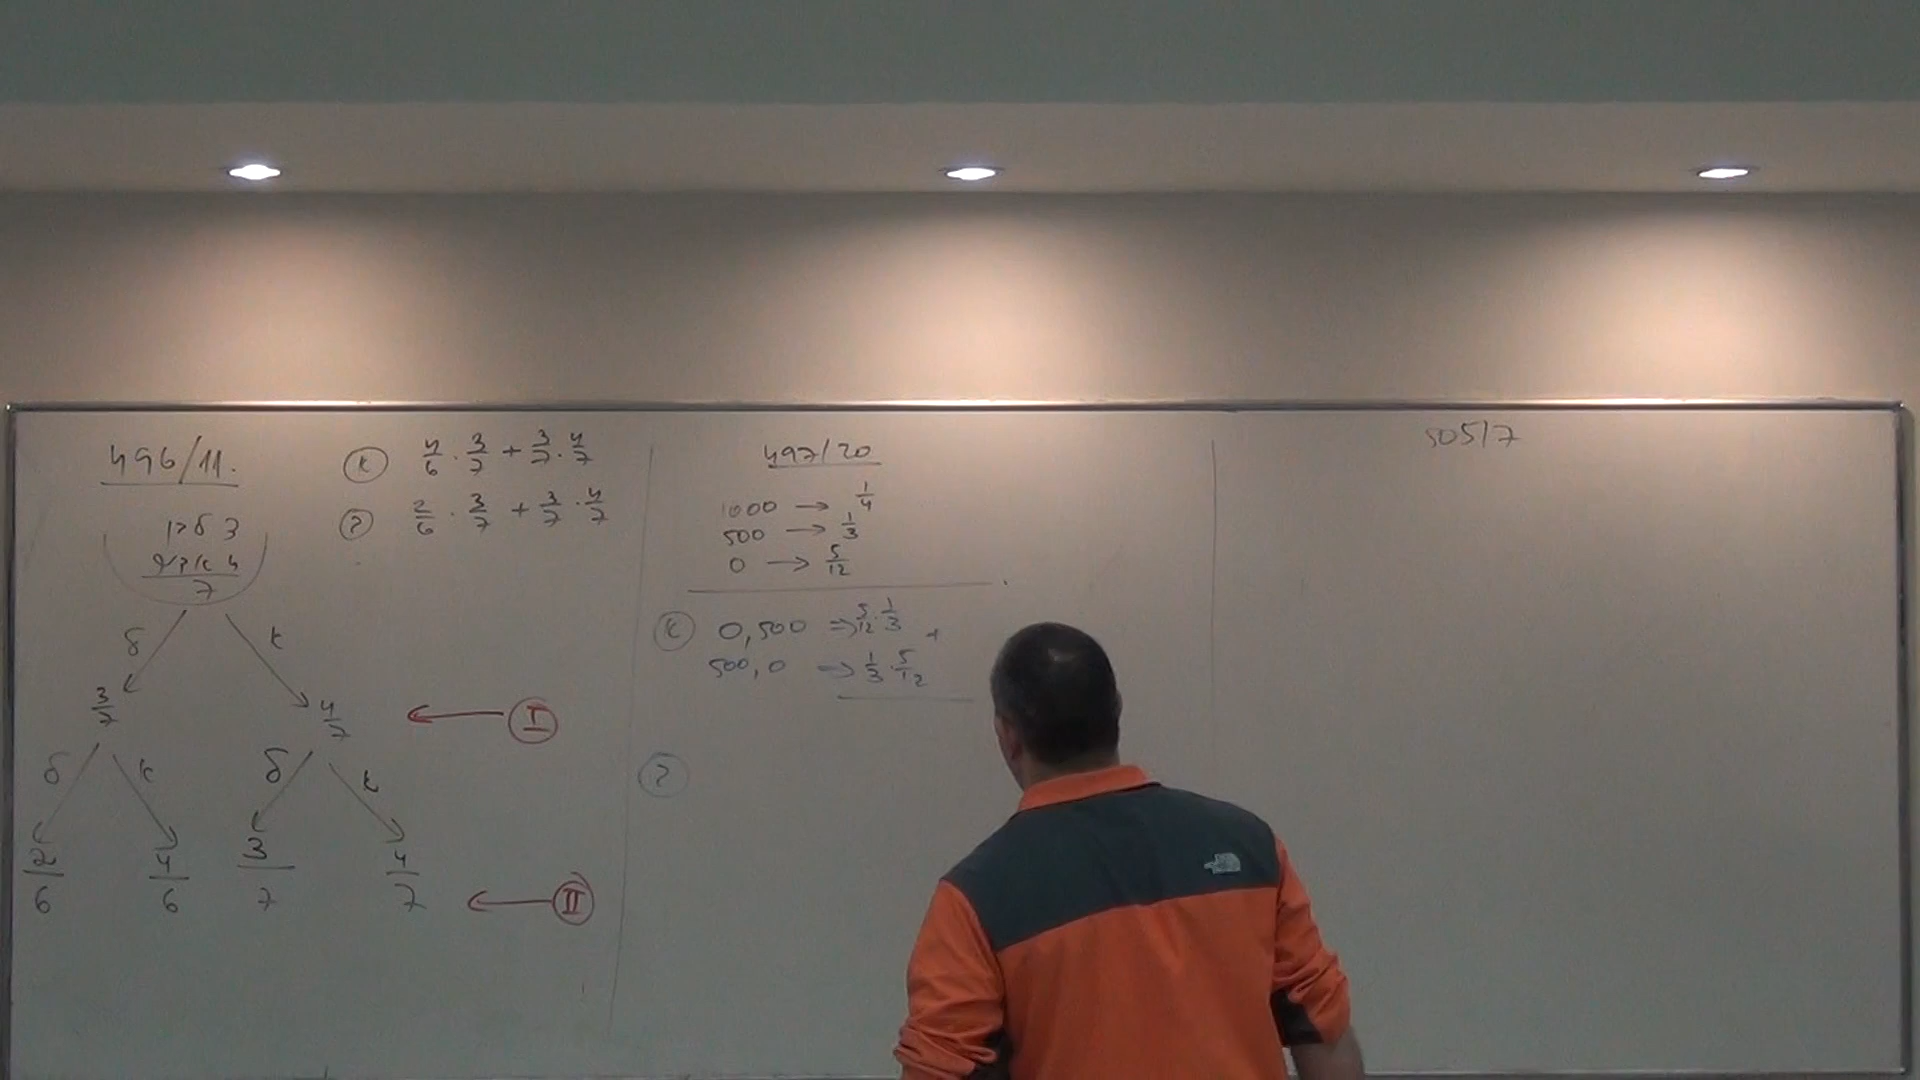 496/11.
б 3
7
б к
3/7 4/7
I
б к б к
2/6 4/6 3/7 4/7
II
к 4/6 · 3/7 + 3/7 · 4/7
2/6 · 3/7 + 3/7 · 4/7
497/20
1000 → 1/4
500 → 1/3
0 → 5/12
0,500 => 5/12 · 1/3 +
500,0 => 1/3 · 5/12
505/7